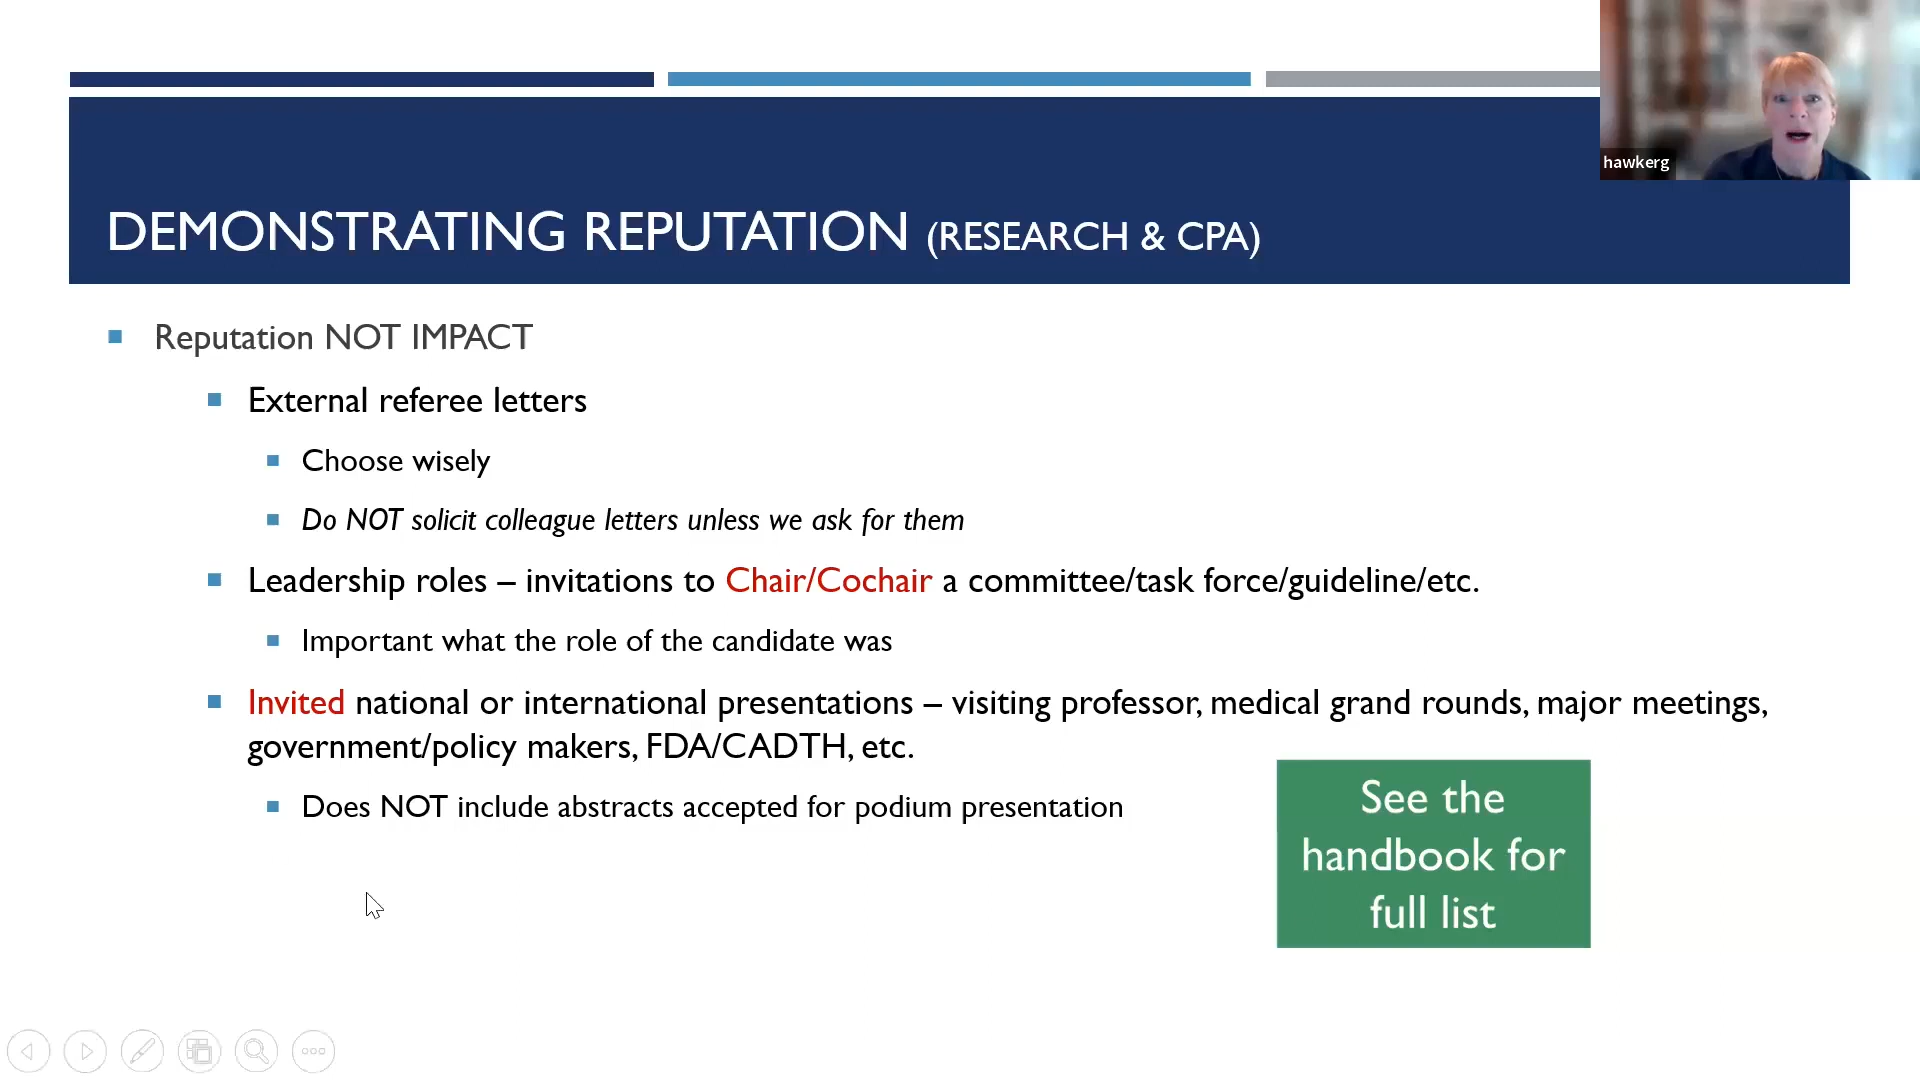 hawkerg
DEMONSTRATING REPUTATION (RESEARCH & CPA)
Reputation NOT IMPACT
External referee letters
Choose wisely
Do NOT solicit colleague letters unless we ask for them
Leadership roles – invitations to Chair/Cochair a committee/task force/guideline/etc.
Important what the role of the candidate was
Invited national or international presentations – visiting professor, medical grand rounds, major meetings,
government/policy makers, FDA/CADTH, etc.
Does NOT include abstracts accepted for podium presentation
See the
handbook for
full list